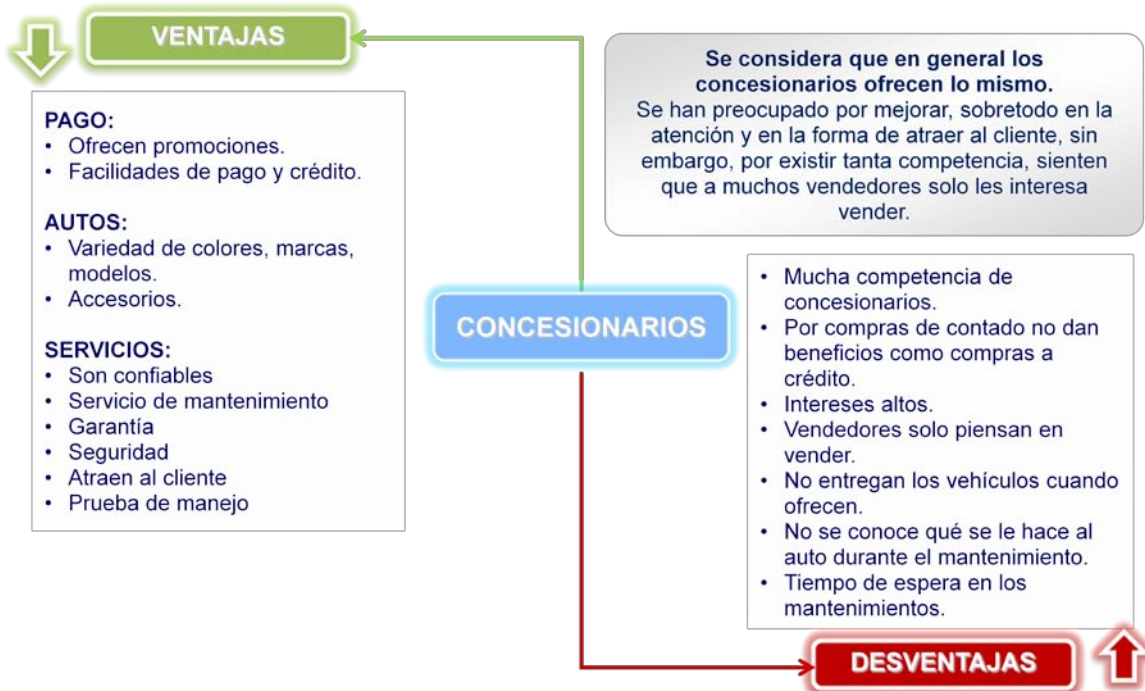 VENTAJAS
PAGO:
• Ofrecen promociones.
• Facilidades de pago y crédito.
AUTOS:
• Variedad de colores, marcas,
modelos.
• Accesorios.
SERVICIOS:
• Son confiables
• Servicio de mantenimiento
• Garantía
• Seguridad
• Atraen al cliente
• Prueba de manejo
CONCESIONARIOS
Se considera que en general los
concesionarios ofrecen lo mismo.
Se han preocupado por mejorar, sobretodo en la
atención y en la forma de atraer al cliente, sin
embargo, por existir tanta competencia, sienten
que a muchos vendedores solo les interesa
vender.
• Mucha competencia de
concesionarios.
• Por compras de contado no dan
beneficios como compras a
crédito.
• Intereses altos.
• Vendedores solo piensan en
vender.
• No entregan los vehículos cuando
ofrecen.
• No se conoce qué se le hace al
auto durante el mantenimiento.
• Tiempo de espera en los
mantenimientos.
DESVENTAJAS